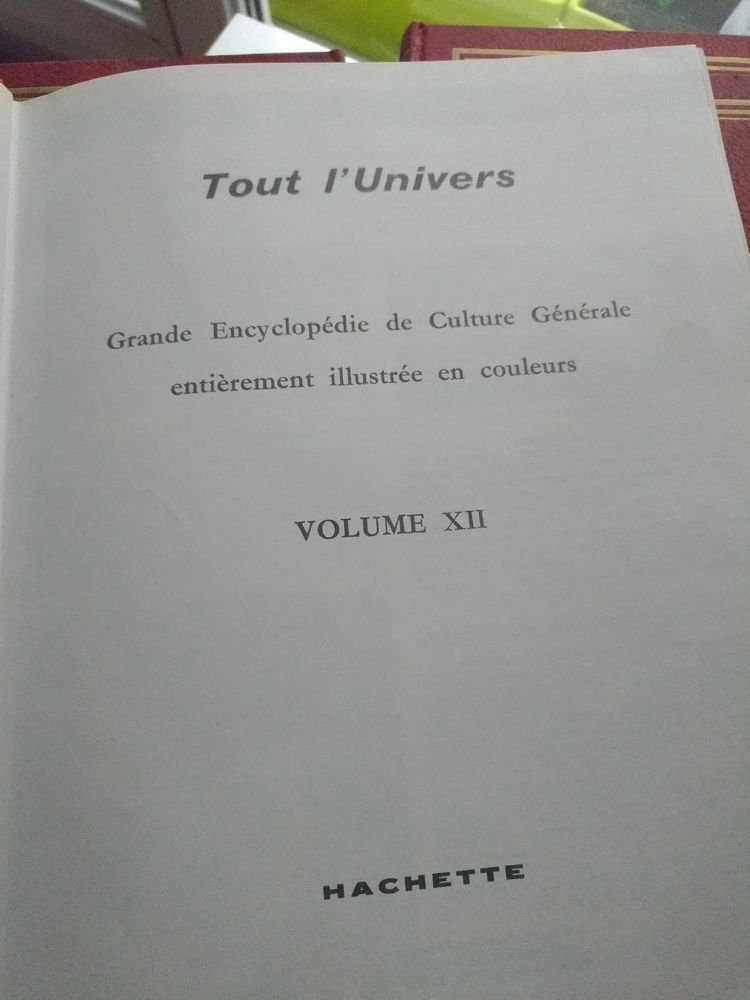 Tout l'Univers
Grande Encyclopédie de Culture Générale
entièrement illustrée en couleurs
VOLUME XII
HACHETTE